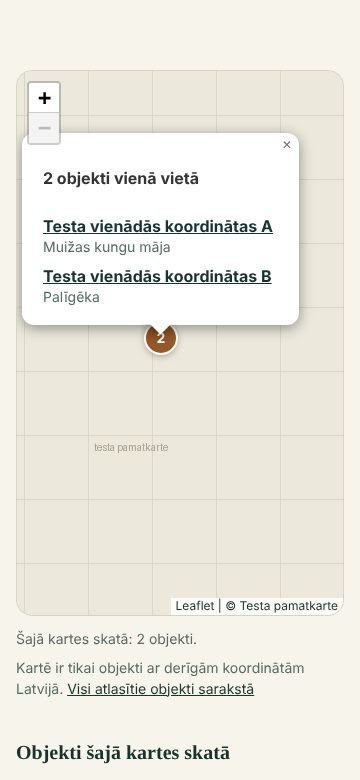 +
−
×
2 objekti vienā vietā
Testa vienādās koordinātas A
Muižas kungu māja
Testa vienādās koordinātas B
Palīgēka
2
testa pamatkarte
Leaflet | © Testa pamatkarte
Šajā kartes skatā: 2 objekti.
Kartē ir tikai objekti ar derīgām koordinātām
Latvijā. Visi atlasītie objekti sarakstā
Objekti šajā kartes skatā